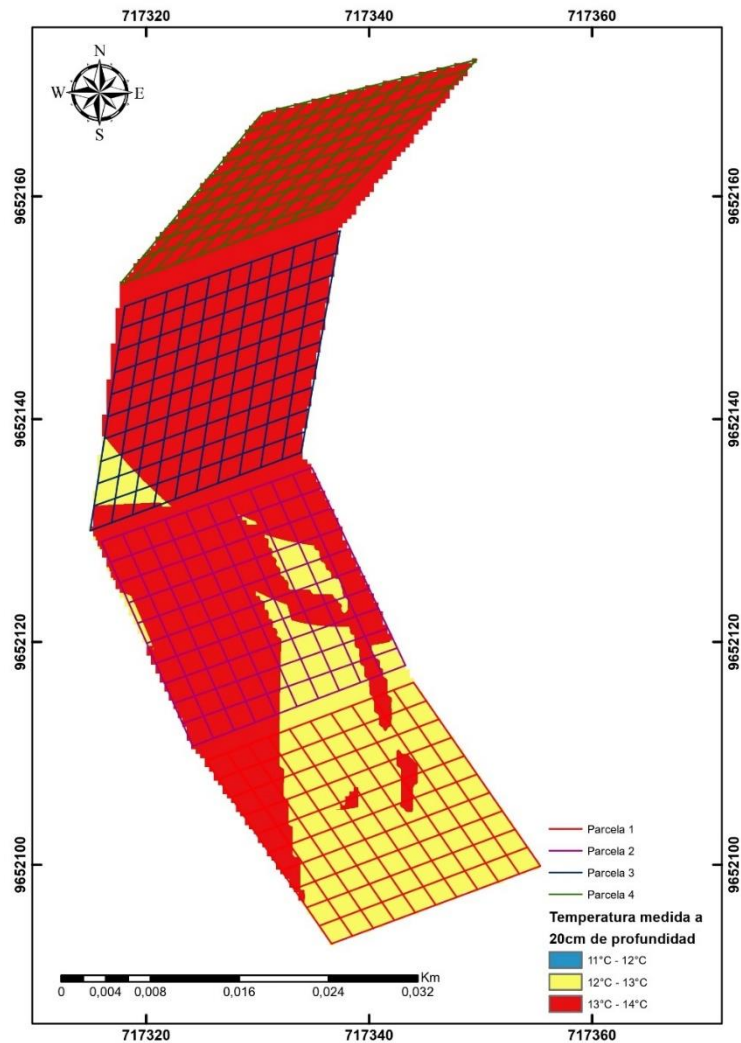 717320 717340 717360
N
W E
S
9652160 9652160
9652140 9652140
9652120 9652120
9652100 9652100
Parcela 1
Parcela 2
Parcela 3
Parcela 4
Temperatura medida a
20cm de profundidad
11°C - 12°C
12°C - 13°C
13°C - 14°C
Km
0 0,004 0,008 0,016 0,024 0,032
717320 717340 717360